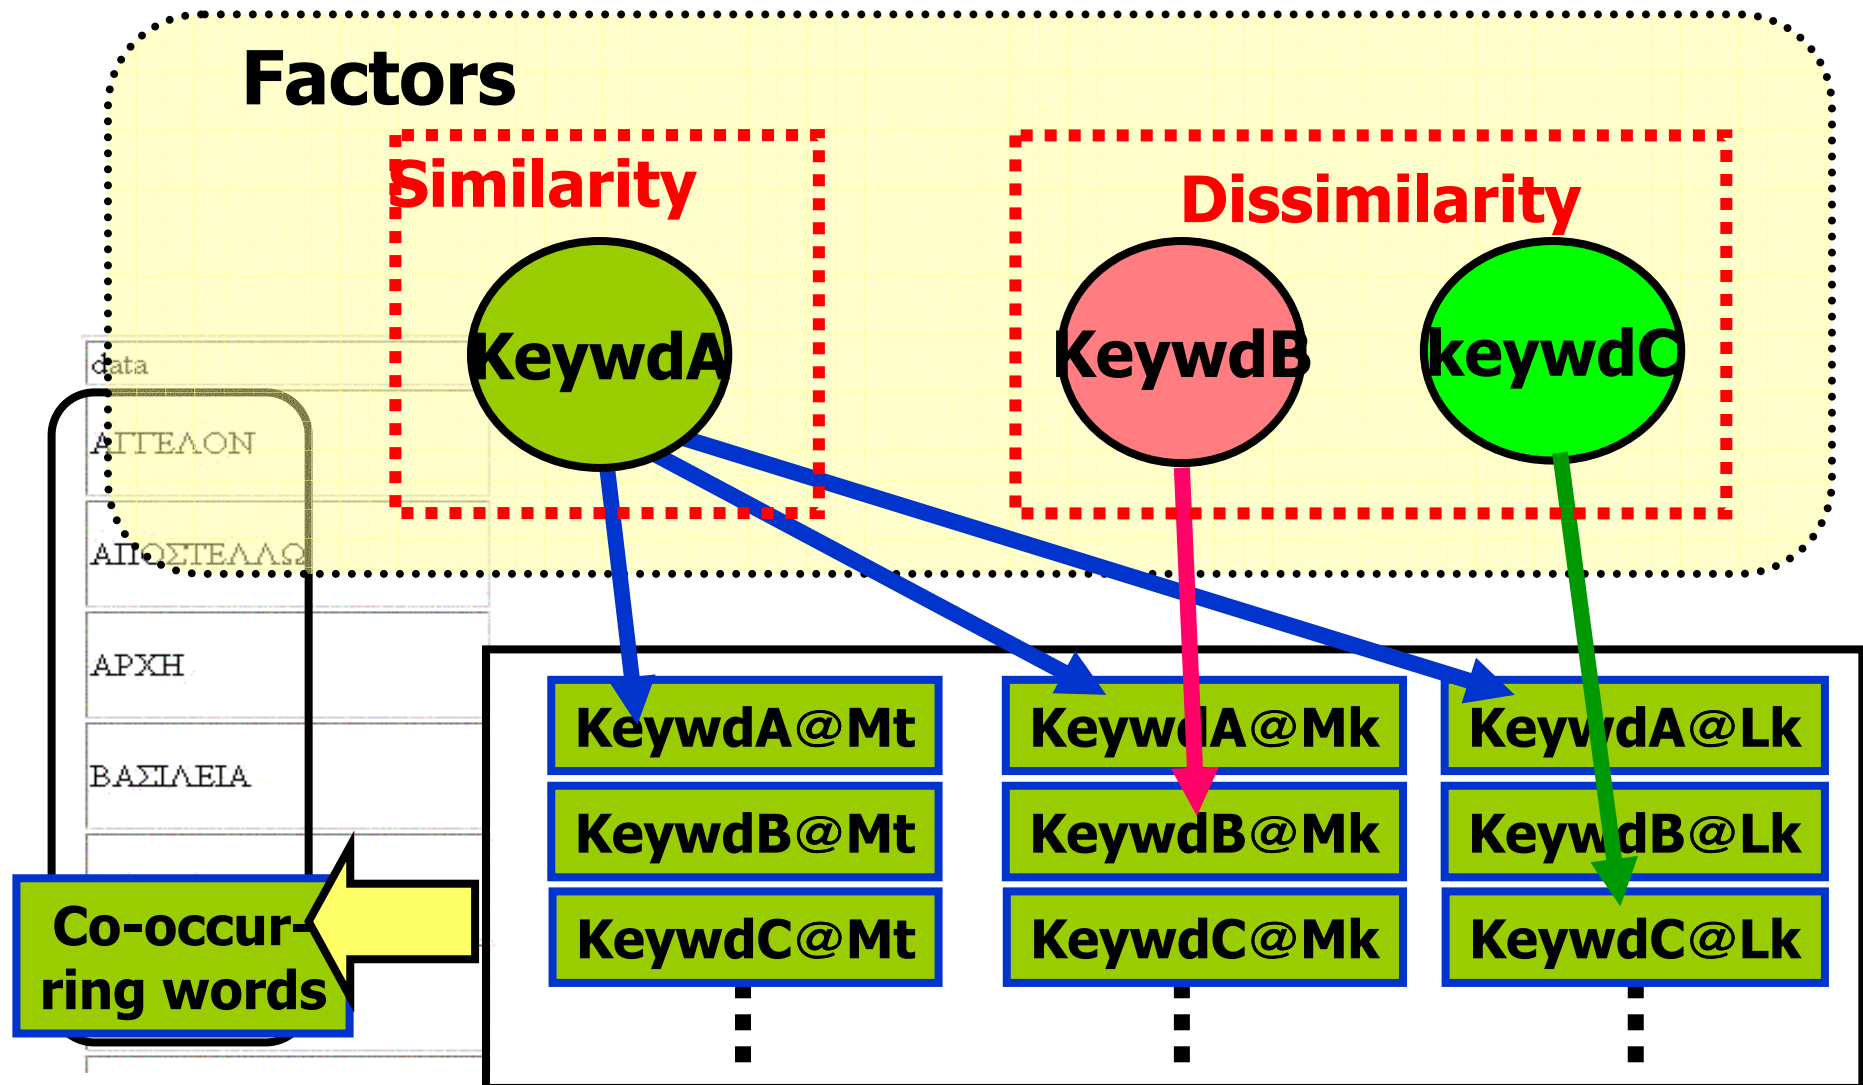 Factors
Similarity
Dissimilarity
KeywdA
KeywdB
keywdC
data
ΑΓΓΕΛΟΝ
ΑΠΟΣΤΕΛΛΩ
ΑΡΧΗ
ΒΑΣΙΛΕΙΑ
KeywdA@Mt
KeywdA@Mk
KeywdA@Lk
KeywdB@Mt
KeywdB@Mk
KeywdB@Lk
KeywdC@Mt
KeywdC@Mk
KeywdC@Lk
Co-occur-
ring words